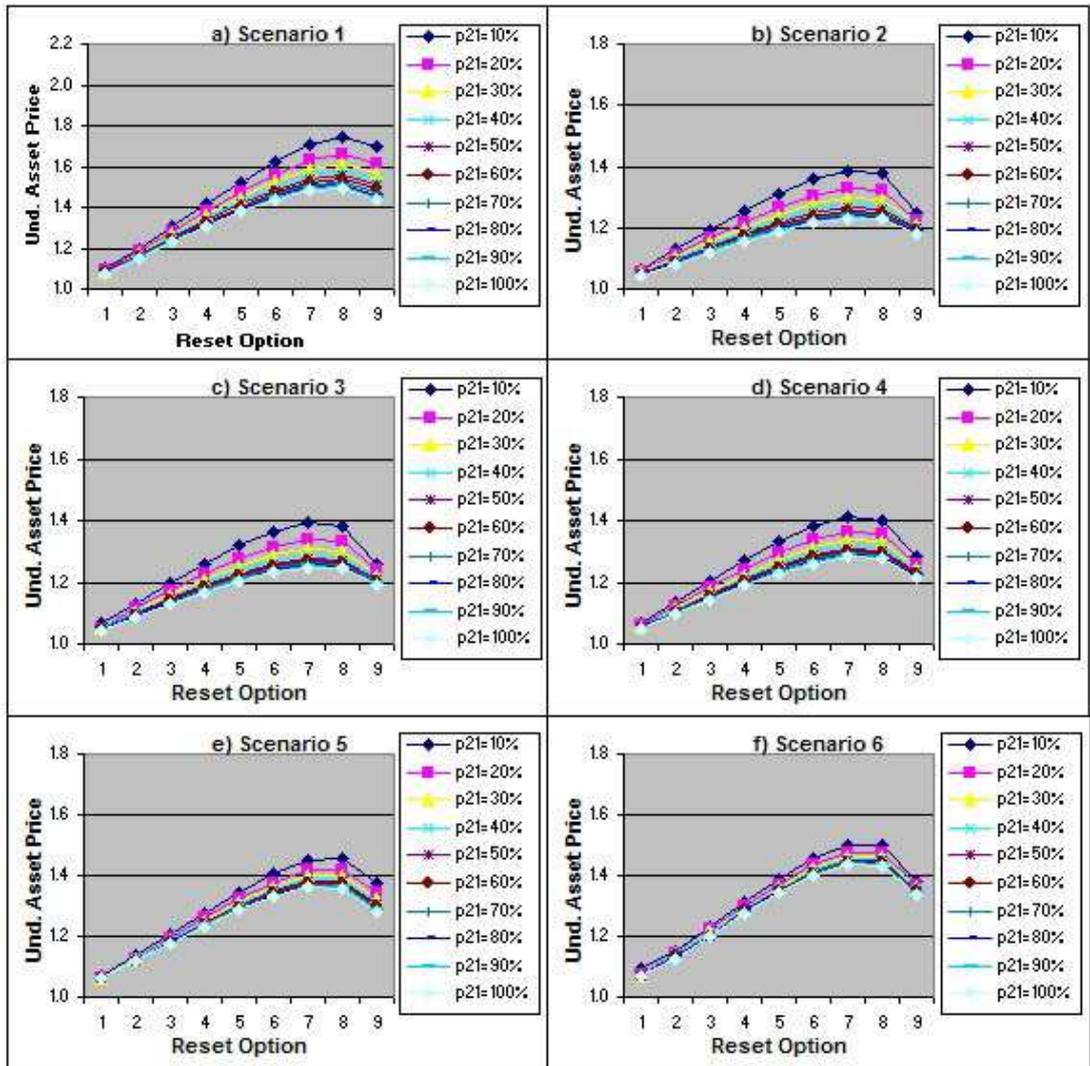 a) Scenario 1
Und. Asset Price
2.2
2.0
1.8
1.6
1.4
1.2
1.0
1 2 3 4 5 6 7 8 9
Reset Option
p21=10%
p21=20%
p21=30%
p21=40%
p21=50%
p21=60%
p21=70%
p21=80%
p21=90%
p21=100%
b) Scenario 2
Und. Asset Price
1.8
1.6
1.4
1.2
1.0
1 2 3 4 5 6 7 8 9
Reset Option
p21=10%
p21=20%
p21=30%
p21=40%
p21=50%
p21=60%
p21=70%
p21=80%
p21=90%
p21=100%
c) Scenario 3
Und. Asset Price
1.8
1.6
1.4
1.2
1.0
1 2 3 4 5 6 7 8 9
Reset Option
p21=10%
p21=20%
p21=30%
p21=40%
p21=50%
p21=60%
p21=70%
p21=80%
p21=90%
p21=100%
d) Scenario 4
Und. Asset Price
1.8
1.6
1.4
1.2
1.0
1 2 3 4 5 6 7 8 9
Reset Option
p21=10%
p21=20%
p21=30%
p21=40%
p21=50%
p21=60%
p21=70%
p21=80%
p21=90%
p21=100%
e) Scenario 5
Und. Asset Price
1.8
1.6
1.4
1.2
1.0
1 2 3 4 5 6 7 8 9
Reset Option
p21=10%
p21=20%
p21=30%
p21=40%
p21=50%
p21=60%
p21=70%
p21=80%
p21=90%
p21=100%
f) Scenario 6
Und. Asset Price
1.8
1.6
1.4
1.2
1.0
1 2 3 4 5 6 7 8 9
Reset Option
p21=10%
p21=20%
p21=30%
p21=40%
p21=50%
p21=60%
p21=70%
p21=80%
p21=90%
p21=100%